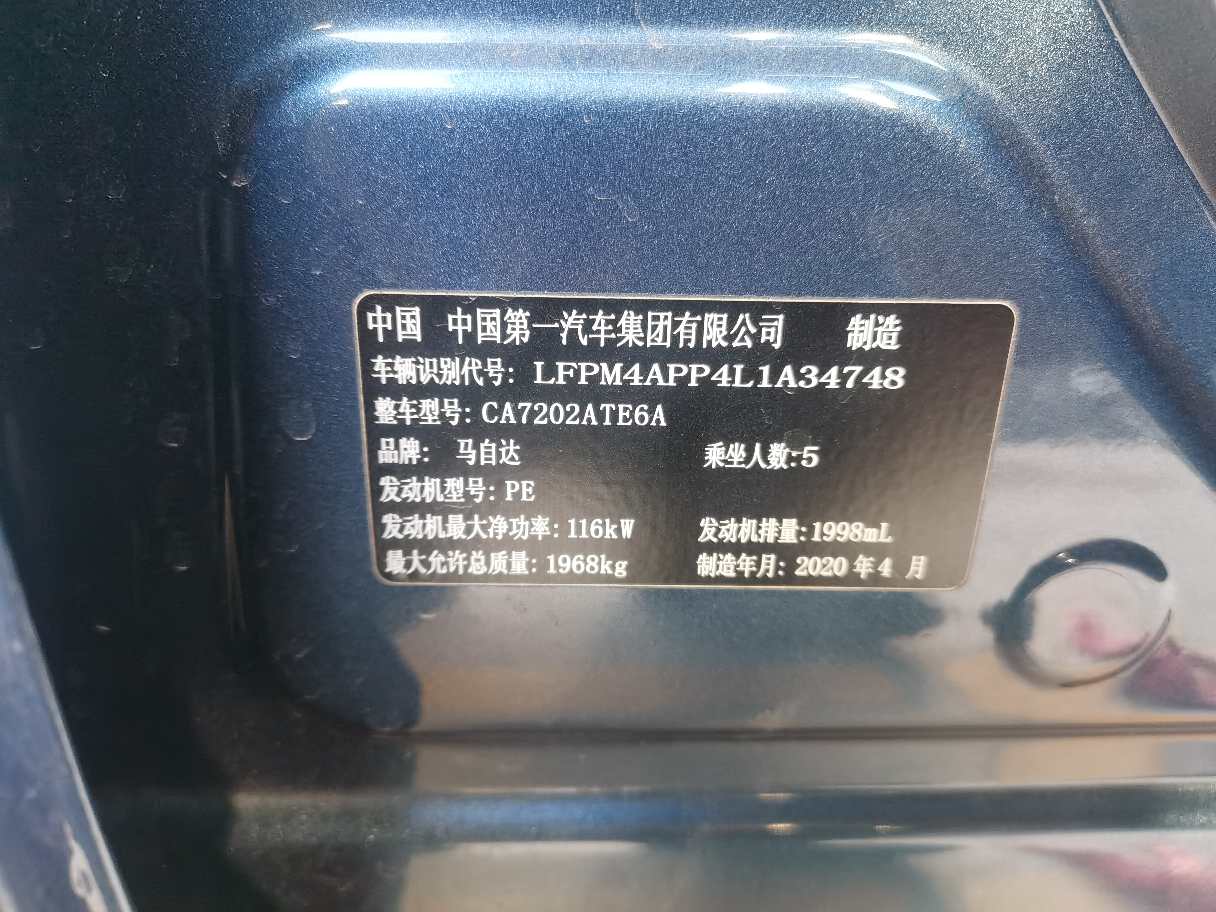 中国 中国第一汽车集团有限公司 制造
车辆识别代号: LFPM4APP4L1A34748
整车型号: CA7202ATE6A
品牌: 马自达 乘坐人数:5
发动机型号: PE
发动机最大净功率: 116kW 发动机排量:1998mL
最大允许总质量: 1968kg 制造年月: 2020 年 4 月